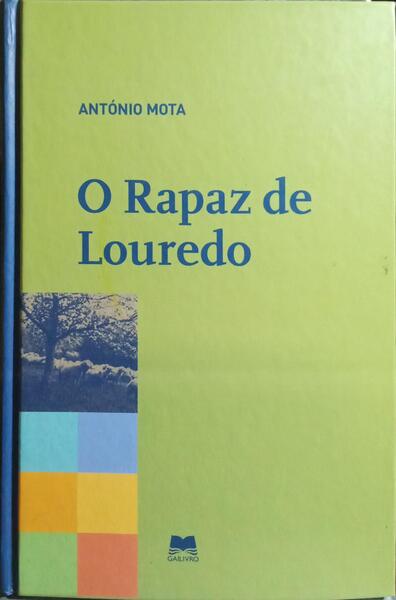 ANTÓNIO MOTA
O Rapaz de
Louredo
GAILIVRO